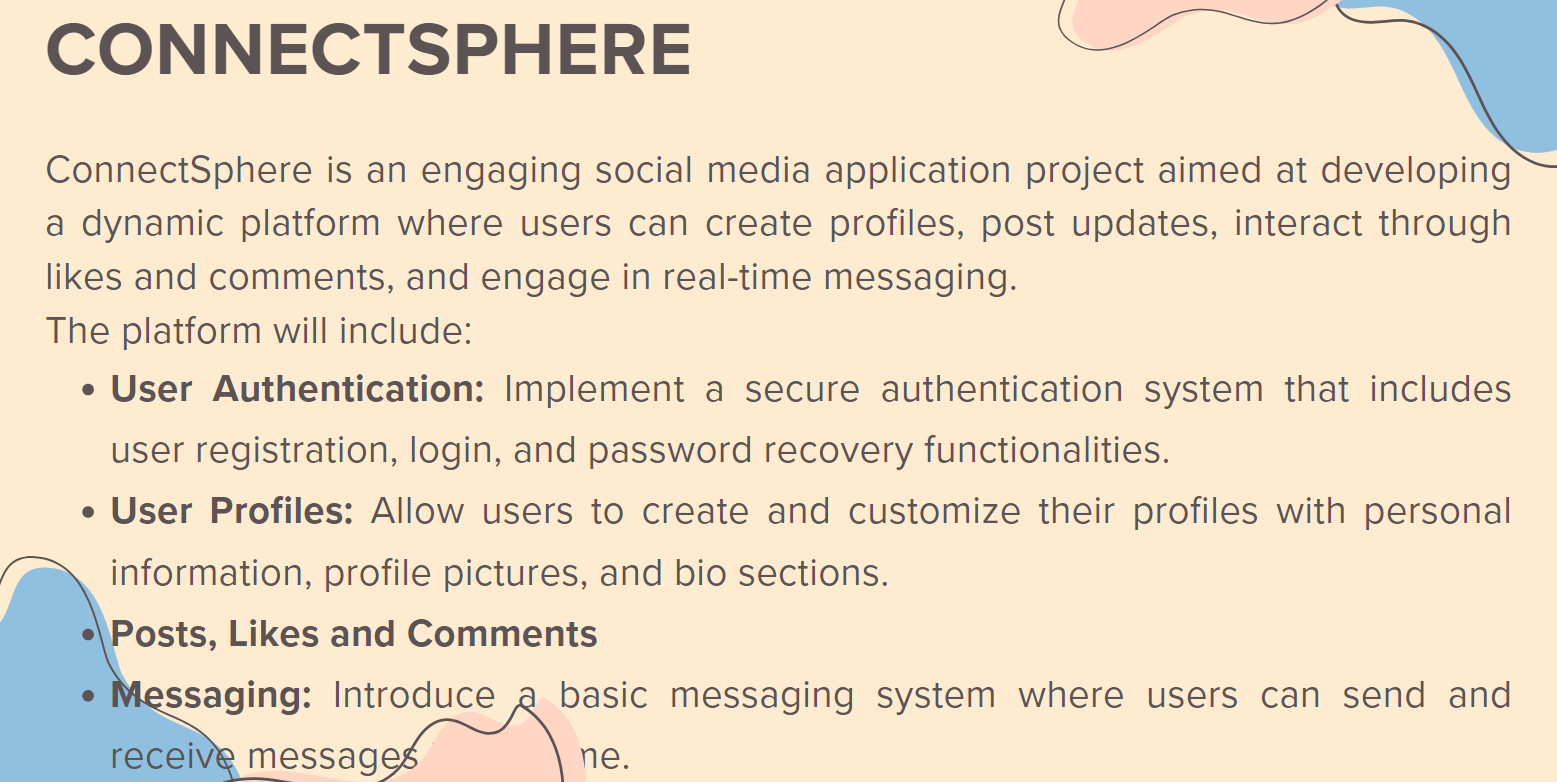 CONNECTSPHERE
ConnectSphere is an engaging social media application project aimed at developing
a dynamic platform where users can create profiles, post updates, interact through
likes and comments, and engage in real-time messaging.
The platform will include:
• User Authentication: Implement a secure authentication system that includes
user registration, login, and password recovery functionalities.
• User Profiles: Allow users to create and customize their profiles with personal
information, profile pictures, and bio sections.
• Posts, Likes and Comments
• Messaging: Introduce a basic messaging system where users can send and
receive messages